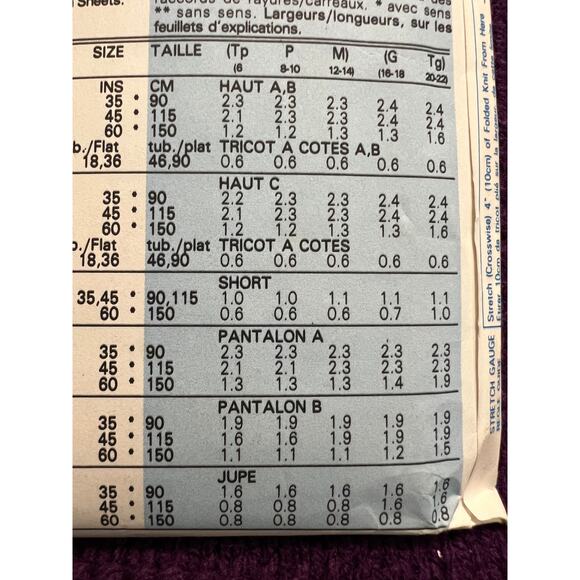 Sheets.
raccords de rayures/carreaux. * avec sens
** sans sens. Largeurs/longueurs, sur les
feuillets d'explications.
SIZE TAILLE (Tp P M) (G Tg)
(6 8-10 12-14) (16-18 20-22)
INS CM HAUT A,B
35 * 90 2.3 2.3 2.3 2.4 2.4
45 * 115 2.1 2.3 2.3 2.4 2.4
60 * 150 1.2 1.2 1.3 1.3 1.6
b./Flat tub./plat TRICOT A COTES A,B
18,36 46,90 0.6 0.6 0.6 0.6 0.6
HAUT C
35 * 90 2.2 2.3 2.3 2.4 2.4
45 * 115 2.1 2.3 2.3 2.4 2.4
60 * 150 1.2 1.2 1.3 1.3 1.6
b./Flat tub./plat TRICOT A COTES
18,36 46,90 0.6 0.6 0.6 0.6 0.6
SHORT
35,45 * 90,115 1.0 1.0 1.1 1.1 1.1
60 * 150 0.6 0.6 0.6 0.7 1.0
PANTALON A
35 * 90 2.3 2.3 2.3 2.3 2.3
45 * 115 2.1 2.1 2.3 2.3 2.3
60 * 150 1.3 1.3 1.3 1.4 1.9
PANTALON B
35 * 90 1.9 1.9 1.9 1.9 1.9
45 * 115 1.6 1.6 1.9 1.9 1.9
60 * 150 1.1 1.1 1.1 1.2 1.5
JUPE
35 * 90 1.6 1.6 1.6 1.6 1.6
45 * 115 0.8 0.8 0.8 1.6 1.6
60 * 150 0.8 0.8 0.8 0.8 0.8
STRETCH GAUGE Stretch (Crosswise) 4" (10cm) of Folded Knit From Here
10cm de tricot